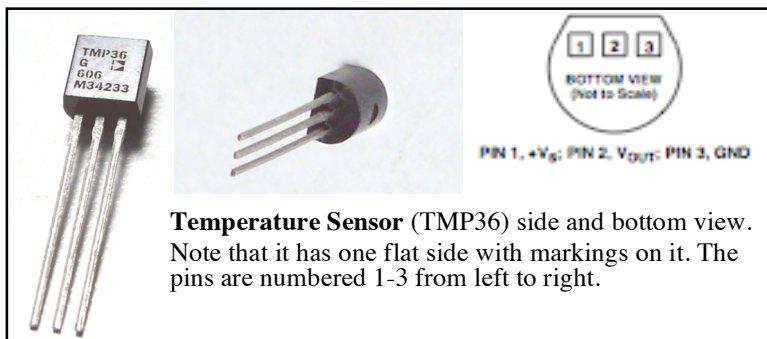 TMP36
G
606
M34233
1 2 3
BOTTOM VIEW
(Not to Scale)
PIN 1, +VS; PIN 2, VOUT; PIN 3, GND
Temperature Sensor (TMP36) side and bottom view.
Note that it has one flat side with markings on it. The
pins are numbered 1-3 from left to right.